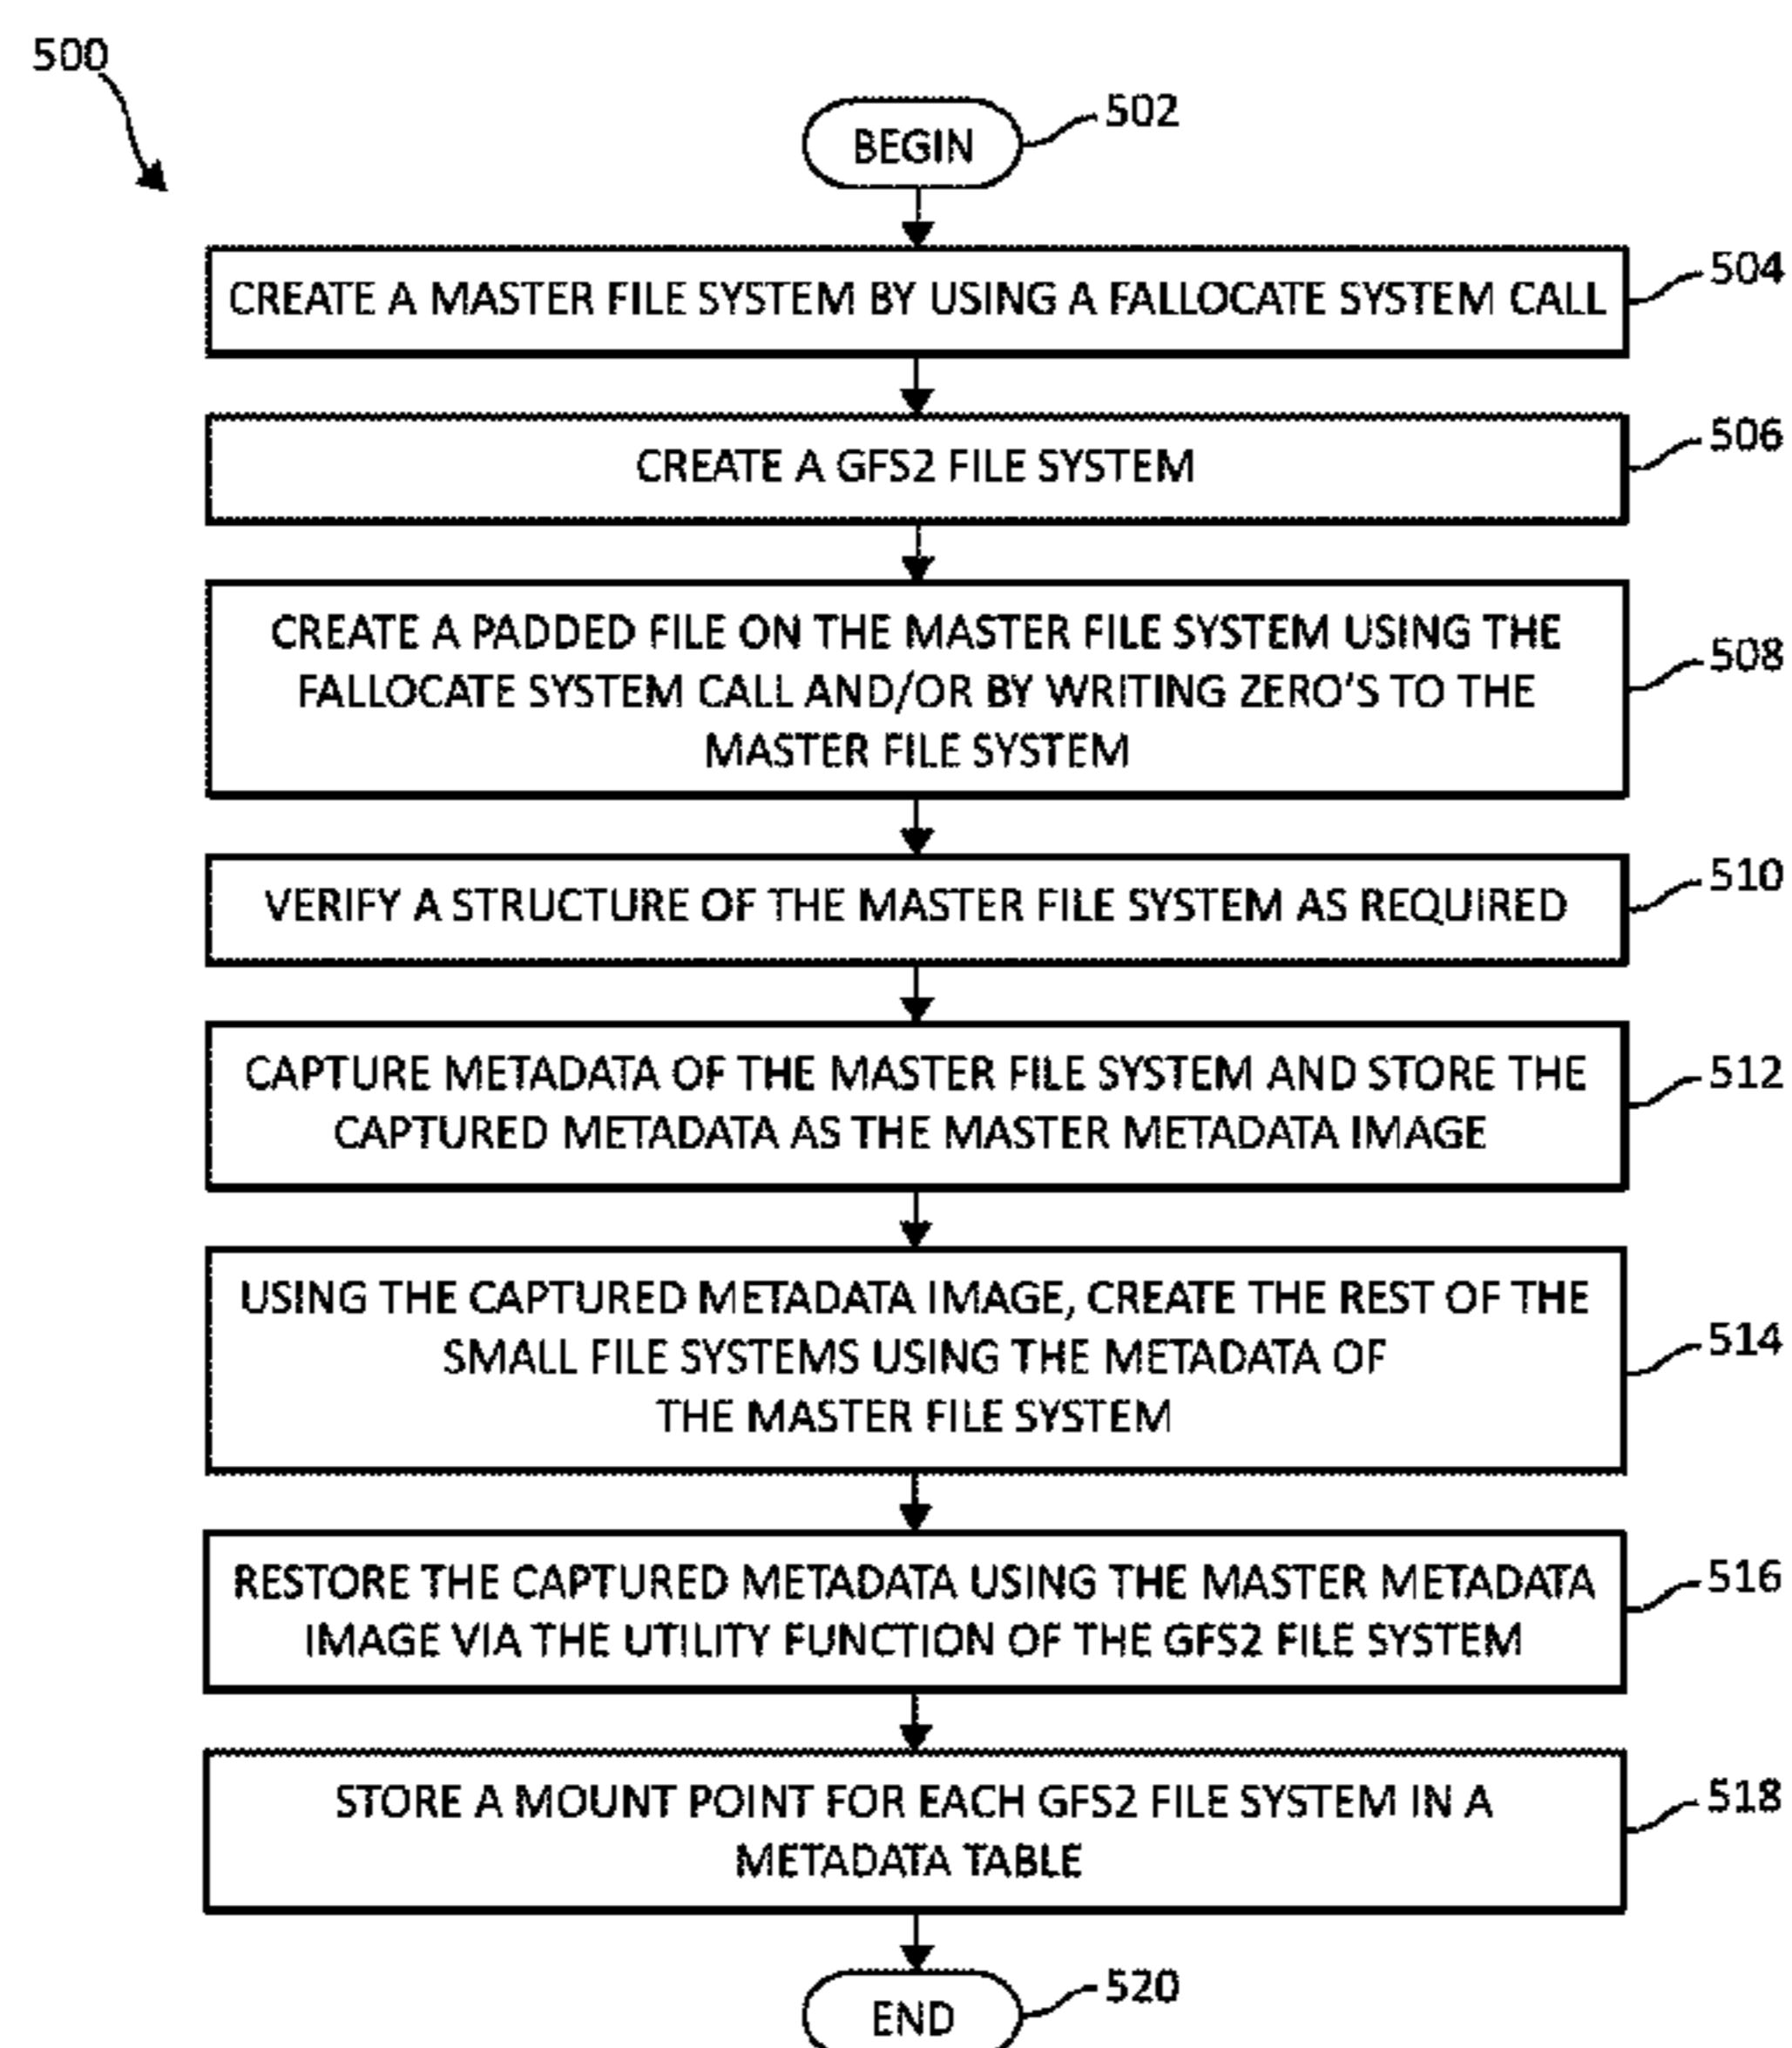 500
BEGIN
502
CREATE A MASTER FILE SYSTEM BY USING A FALLOCATE SYSTEM CALL
504
CREATE A GFS2 FILE SYSTEM
506
CREATE A PADDED FILE ON THE MASTER FILE SYSTEM USING THE
FALLOCATE SYSTEM CALL AND/OR BY WRITING ZERO'S TO THE
MASTER FILE SYSTEM
508
VERIFY A STRUCTURE OF THE MASTER FILE SYSTEM AS REQUIRED
510
CAPTURE METADATA OF THE MASTER FILE SYSTEM AND STORE THE
CAPTURED METADATA AS THE MASTER METADATA IMAGE
512
USING THE CAPTURED METADATA IMAGE, CREATE THE REST OF THE
SMALL FILE SYSTEMS USING THE METADATA OF
THE MASTER FILE SYSTEM
514
RESTORE THE CAPTURED METADATA USING THE MASTER METADATA
IMAGE VIA THE UTILITY FUNCTION OF THE GFS2 FILE SYSTEM
516
STORE A MOUNT POINT FOR EACH GFS2 FILE SYSTEM IN A
METADATA TABLE
518
END
520